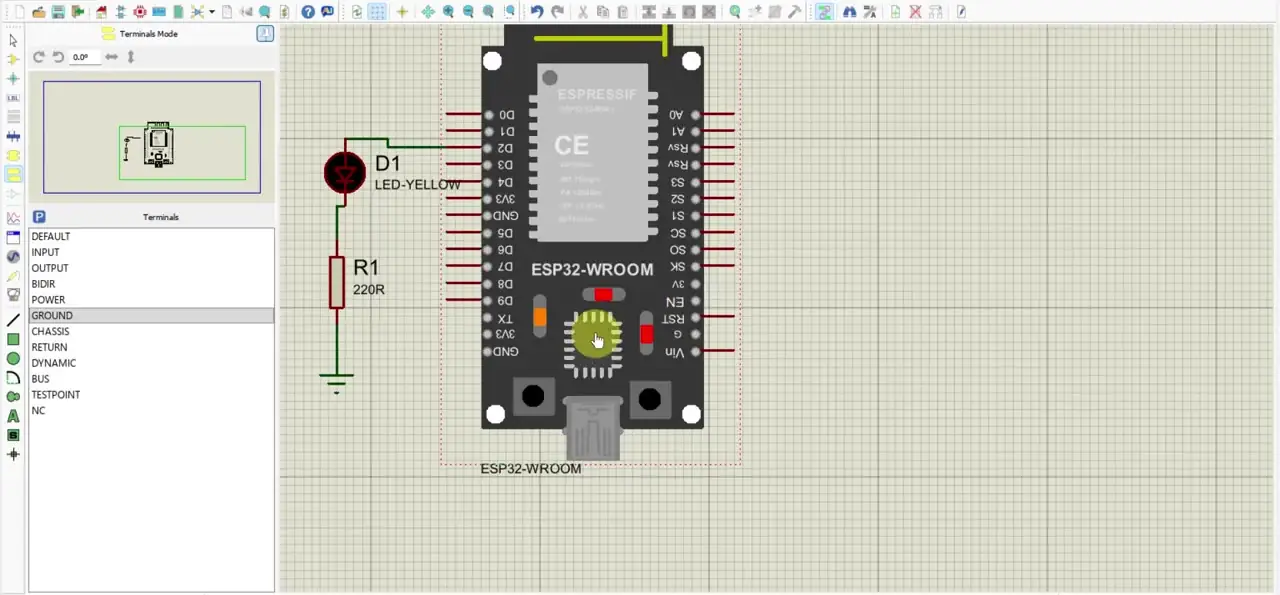 Terminals Mode
0.0°
LBL
P
Terminals
DEFAULT
INPUT
OUTPUT
BIDIR
POWER
GROUND
CHASSIS
RETURN
DYNAMIC
BUS
TESTPOINT
NC
A
S
D1
LED-YELLOW
R1
220R
ESPRESSIF
CE
D0
D1
D2
D3
D4
3V3
GND
D5
D6
D7
D8
D9
TX
3V3
GND
A0
A1
Rsv
Rsv
S3
S2
S1
SC
SO
SK
3V
EN
RST
G
Vin
ESP32-WROOM
ESP32-WROOM